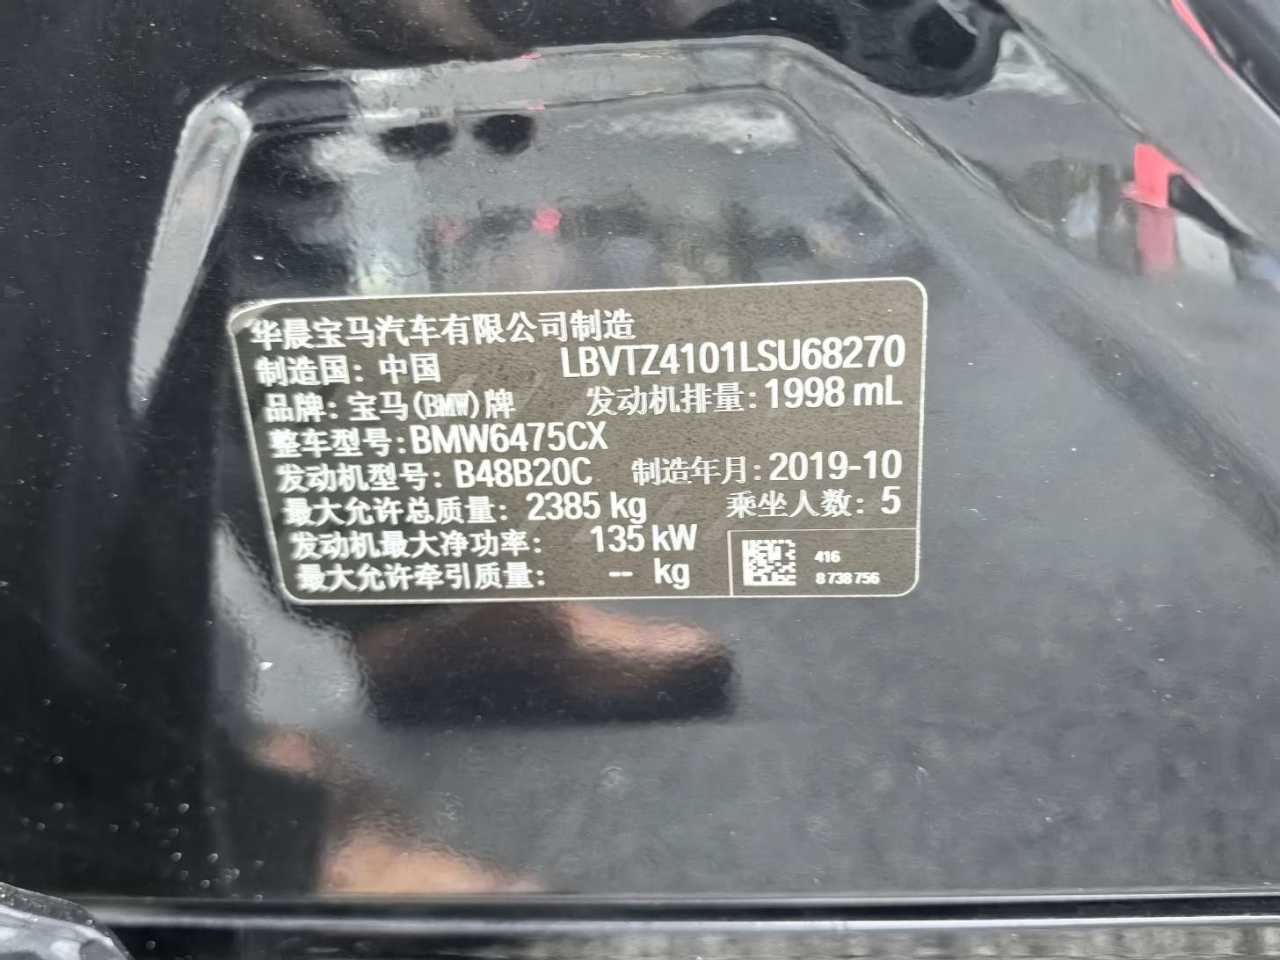 华晨宝马汽车有限公司制造
制造国：中国 LBVTZ4101LSU68270
品牌：宝马(BMW)牌 发动机排量：1998 mL
整车型号：BMW6475CX
发动机型号：B48B20C 制造年月：2019-10
最大允许总质量：2385 kg 乘坐人数：5
发动机最大净功率：135 kW
最大允许牵引质量：-- kg
416
8738756